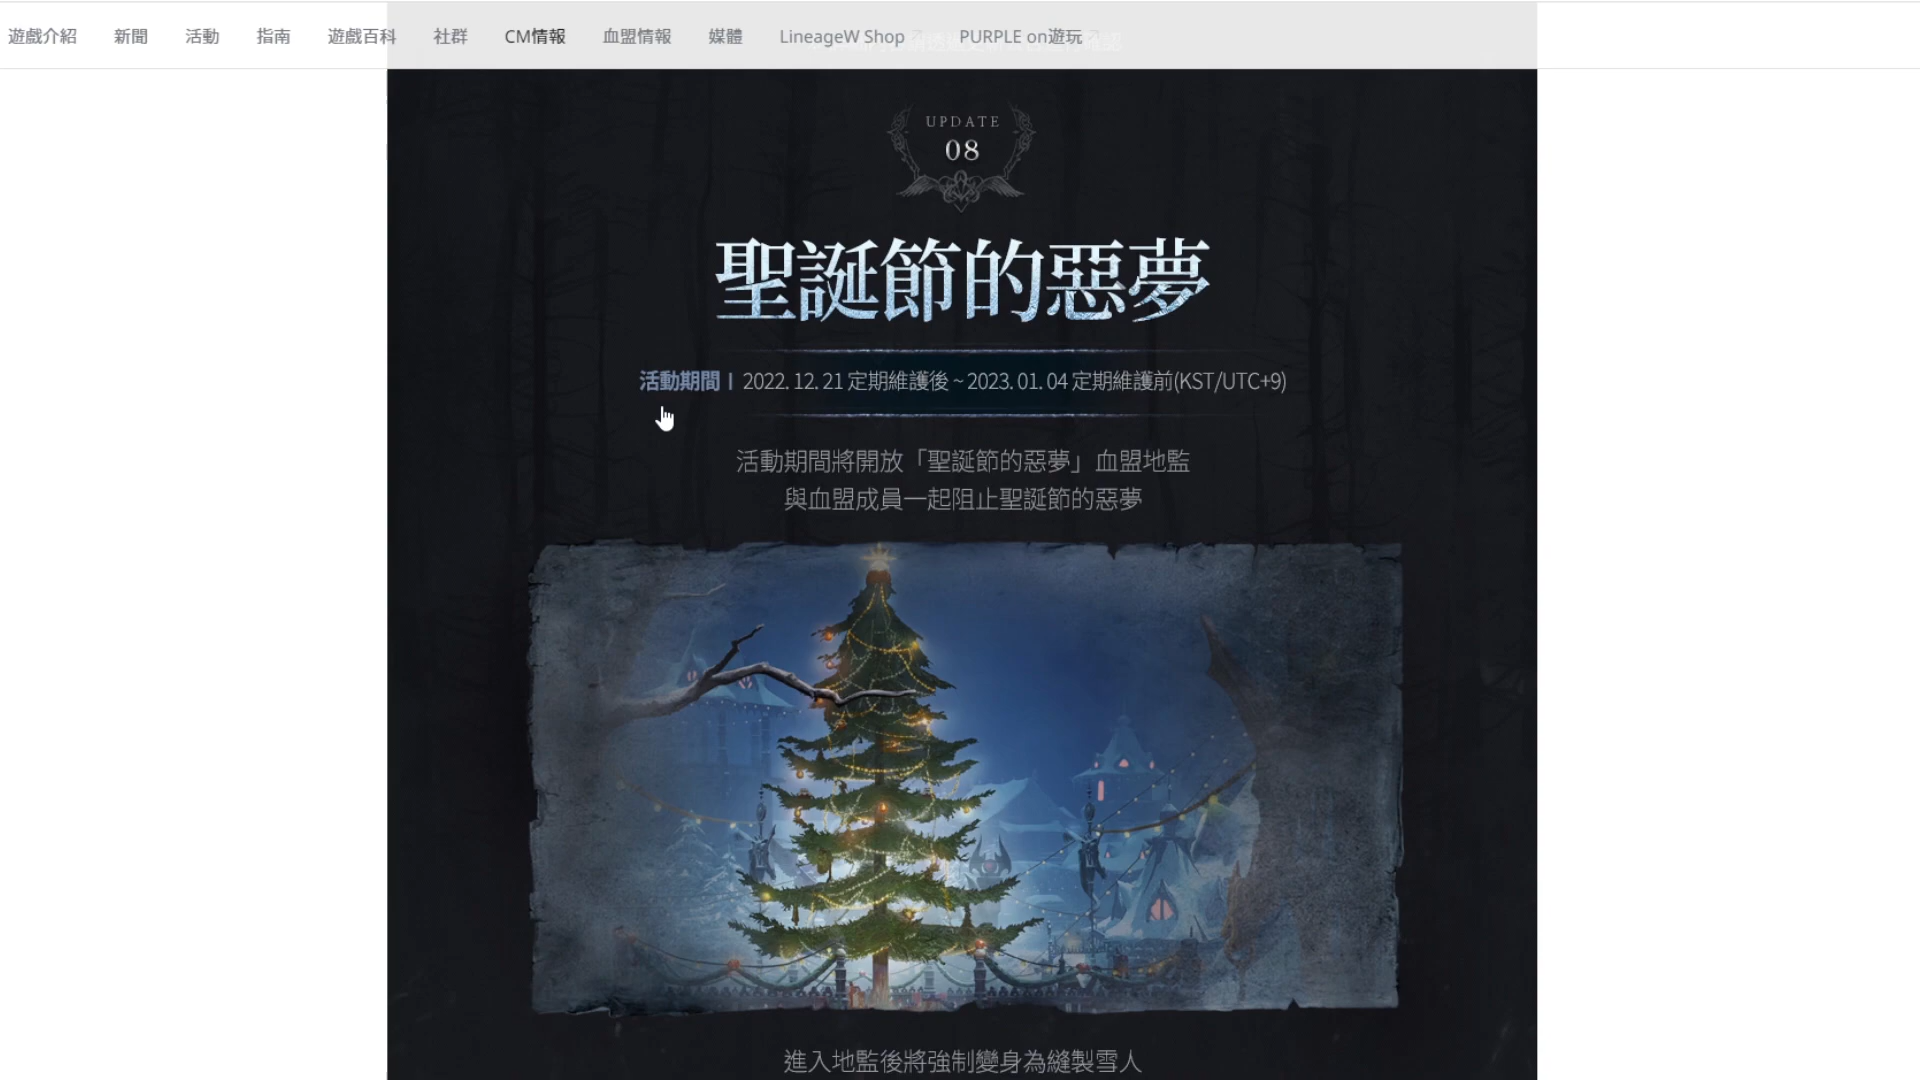 遊戲介紹 新聞 活動 指南 遊戲百科 社群 CM情報 血盟情報 媒體 LineageW Shop PURPLE on遊玩
UPDATE
08
聖誕節的惡夢
活動期間 | 2022. 12. 21 定期維護後 ~ 2023. 01. 04 定期維護前(KST/UTC+9)
活動期間將開放「聖誕節的惡夢」血盟地監
與血盟成員一起阻止聖誕節的惡夢
進入地監後將強制變身為縫製雪人